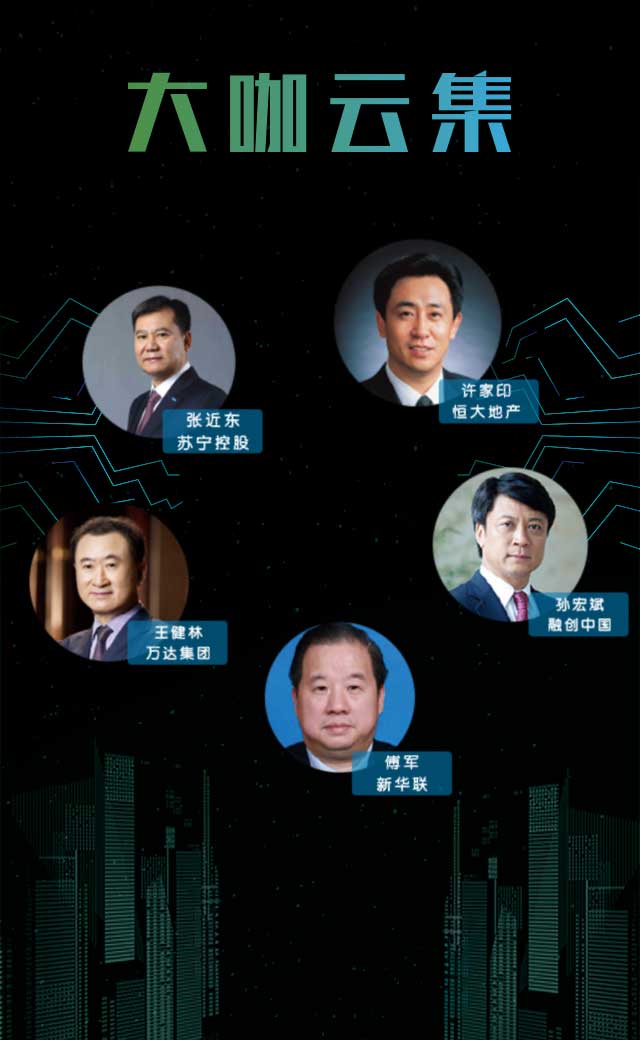 大咖云集
许家印
恒大地产
张近东
苏宁控股
孙宏斌
融创中国
王健林
万达集团
傅军
新华联